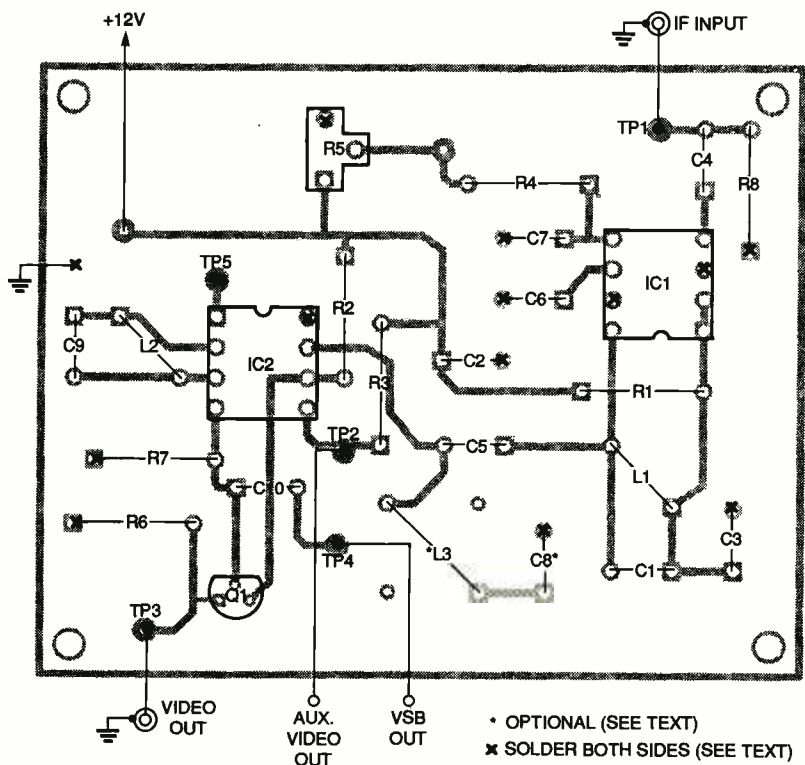 +12V
IF INPUT
TP1
R5
C4
R4
R8
C7
TP5
IC1
C6
R2
C9
L2
IC2
C2
R3
R1
TP2
C5
R7
L1
C10
R6
*L3
C8*
C3
TP4
C1
Q1
TP3
VIDEO
OUT
AUX.
VIDEO
OUT
VSB
OUT
* OPTIONAL (SEE TEXT)
✖ SOLDER BOTH SIDES (SEE TEXT)